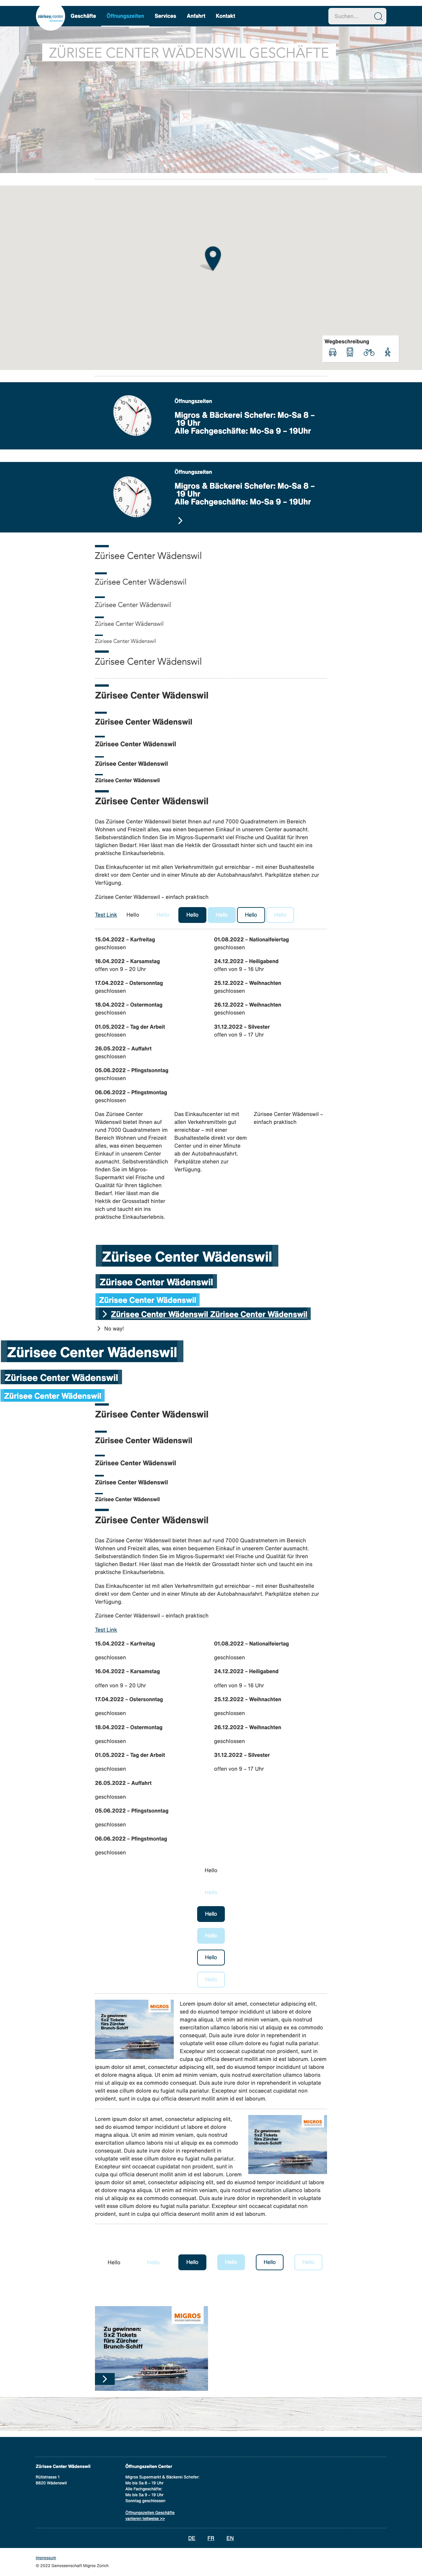 zürisee center
Geschäfte Öffnungszeiten Services Anfahrt Kontakt
Suchen...
ZÜRISEE CENTER WÄDENSWIL GESCHÄFTE
Wegbeschreibung
Öffnungszeiten
Migros & Bäckerei Schefer: Mo-Sa 8 –
19 Uhr
Alle Fachgeschäfte: Mo-Sa 9 – 19Uhr
Öffnungszeiten
Migros & Bäckerei Schefer: Mo-Sa 8 –
19 Uhr
Alle Fachgeschäfte: Mo-Sa 9 – 19Uhr
Zürisee Center Wädenswil
Zürisee Center Wädenswil
Zürisee Center Wädenswil
Zürisee Center Wädenswil
Zürisee Center Wädenswil
Zürisee Center Wädenswil
Zürisee Center Wädenswil
Zürisee Center Wädenswil
Zürisee Center Wädenswil
Zürisee Center Wädenswil
Zürisee Center Wädenswil
Zürisee Center Wädenswil
Das Zürisee Center Wädenswil bietet Ihnen auf rund 7000 Quadratmetern im Bereich
Wohnen und Freizeit alles, was einen bequemen Einkauf in unserem Center ausmacht.
Selbstverständlich finden Sie im Migros-Supermarkt viel Frische und Qualität für Ihren
täglichen Bedarf. Hier lässt man die Hektik der Grossstadt hinter sich und taucht ein ins
praktische Einkaufserlebnis.
Das Einkaufscenter ist mit allen Verkehrsmitteln gut erreichbar – mit einer Bushaltestelle
direkt vor dem Center und in einer Minute ab der Autobahnausfahrt. Parkplätze stehen zur
Verfügung.
Zürisee Center Wädenswil – einfach praktisch
Test Link Hello Hello Hello Hello Hello Hello
15.04.2022 – Karfreitag
geschlossen
16.04.2022 – Karsamstag
offen von 9 – 20 Uhr
17.04.2022 – Ostersonntag
geschlossen
18.04.2022 – Ostermontag
geschlossen
01.05.2022 – Tag der Arbeit
geschlossen
26.05.2022 – Auffahrt
geschlossen
05.06.2022 – Pfingstsonntag
geschlossen
06.06.2022 – Pfingstmontag
geschlossen
01.08.2022 – Nationalfeiertag
geschlossen
24.12.2022 – Heiligabend
offen von 9 – 16 Uhr
25.12.2022 – Weihnachten
geschlossen
26.12.2022 – Weihnachten
geschlossen
31.12.2022 – Silvester
offen von 9 – 17 Uhr
Das Zürisee Center
Wädenswil bietet Ihnen auf
rund 7000 Quadratmetern im
Bereich Wohnen und Freizeit
alles, was einen bequemen
Einkauf in unserem Center
ausmacht. Selbstverständlich
finden Sie im Migros-
Supermarkt viel Frische und
Qualität für Ihren täglichen
Bedarf. Hier lässt man die
Hektik der Grossstadt hinter
sich und taucht ein ins
praktische Einkaufserlebnis.
Das Einkaufscenter ist mit
allen Verkehrsmitteln gut
erreichbar – mit einer
Bushaltestelle direkt vor dem
Center und in einer Minute
ab der Autobahnausfahrt.
Parkplätze stehen zur
Verfügung.
Zürisee Center Wädenswil –
einfach praktisch
Zürisee Center Wädenswil
Zürisee Center Wädenswil
Zürisee Center Wädenswil
Zürisee Center Wädenswil Zürisee Center Wädenswil
No way!
Zürisee Center Wädenswil
Zürisee Center Wädenswil
Zürisee Center Wädenswil
Zürisee Center Wädenswil
Zürisee Center Wädenswil
Zürisee Center Wädenswil
Zürisee Center Wädenswil
Zürisee Center Wädenswil
Zürisee Center Wädenswil
Das Zürisee Center Wädenswil bietet Ihnen auf rund 7000 Quadratmetern im Bereich
Wohnen und Freizeit alles, was einen bequemen Einkauf in unserem Center ausmacht.
Selbstverständlich finden Sie im Migros-Supermarkt viel Frische und Qualität für Ihren
täglichen Bedarf. Hier lässt man die Hektik der Grossstadt hinter sich und taucht ein ins
praktische Einkaufserlebnis.
Das Einkaufscenter ist mit allen Verkehrsmitteln gut erreichbar – mit einer Bushaltestelle
direkt vor dem Center und in einer Minute ab der Autobahnausfahrt. Parkplätze stehen zur
Verfügung.
Zürisee Center Wädenswil – einfach praktisch
Test Link
15.04.2022 – Karfreitag
geschlossen
16.04.2022 – Karsamstag
offen von 9 – 20 Uhr
17.04.2022 – Ostersonntag
geschlossen
18.04.2022 – Ostermontag
geschlossen
01.05.2022 – Tag der Arbeit
geschlossen
26.05.2022 – Auffahrt
geschlossen
05.06.2022 – Pfingstsonntag
geschlossen
06.06.2022 – Pfingstmontag
geschlossen
01.08.2022 – Nationalfeiertag
geschlossen
24.12.2022 – Heiligabend
offen von 9 – 16 Uhr
25.12.2022 – Weihnachten
geschlossen
26.12.2022 – Weihnachten
geschlossen
31.12.2022 – Silvester
offen von 9 – 17 Uhr
Hello
Hello
Hello
Hello
Hello
Hello
MIGROS
Zu gewinnen:
5x2 Tickets
fürs Zürcher
Brunch-Schiff
Lorem ipsum dolor sit amet, consectetur adipiscing elit,
sed do eiusmod tempor incididunt ut labore et dolore
magna aliqua. Ut enim ad minim veniam, quis nostrud
exercitation ullamco laboris nisi ut aliquip ex ea commodo
consequat. Duis aute irure dolor in reprehenderit in
voluptate velit esse cillum dolore eu fugiat nulla pariatur.
Excepteur sint occaecat cupidatat non proident, sunt in
culpa qui officia deserunt mollit anim id est laborum. Lorem
ipsum dolor sit amet, consectetur adipiscing elit, sed do eiusmod tempor incididunt ut labore et
dolore magna aliqua. Ut enim ad minim veniam, quis nostrud exercitation ullamco laboris nisi
ut aliquip ex ea commodo consequat. Duis aute irure dolor in reprehenderit in voluptate velit
esse cillum dolore eu fugiat nulla pariatur. Excepteur sint occaecat cupidatat non
proident, sunt in culpa qui officia deserunt mollit anim id est laborum.
Lorem ipsum dolor sit amet, consectetur adipiscing elit,
sed do eiusmod tempor incididunt ut labore et dolore
magna aliqua. Ut enim ad minim veniam, quis nostrud
exercitation ullamco laboris nisi ut aliquip ex ea commodo
consequat. Duis aute irure dolor in reprehenderit in
voluptate velit esse cillum dolore eu fugiat nulla pariatur.
Excepteur sint occaecat cupidatat non proident, sunt in
culpa qui officia deserunt mollit anim id est laborum. Lorem
ipsum dolor sit amet, consectetur adipiscing elit, sed do eiusmod tempor incididunt ut labore et
dolore magna aliqua. Ut enim ad minim veniam, quis nostrud exercitation ullamco laboris nisi
ut aliquip ex ea commodo consequat. Duis aute irure dolor in reprehenderit in voluptate
velit esse cillum dolore eu fugiat nulla pariatur. Excepteur sint occaecat cupidatat non
proident, sunt in culpa qui officia deserunt mollit anim id est laborum.
MIGROS
Zu gewinnen:
5x2 Tickets
fürs Zürcher
Brunch-Schiff
Hello Hello Hello Hello Hello Hello
MIGROS
Zu gewinnen:
5x2 Tickets
fürs Zürcher
Brunch-Schiff
Zürisee Center Wädenswil
Rütistrasse 1
8820 Wädenswil
Öffnungszeiten Center
Migros Supermarkt & Bäckerei Schefer:
Mo bis Sa 8 – 19 Uhr
Alle Fachgeschäfte:
Mo bis Sa 9 – 19 Uhr
Sonntag geschlossen
Öffnungszeiten Geschäfte
variieren teilweise >>
DE FR EN
Impressum
© 2022 Genossenschaft Migros Zürich